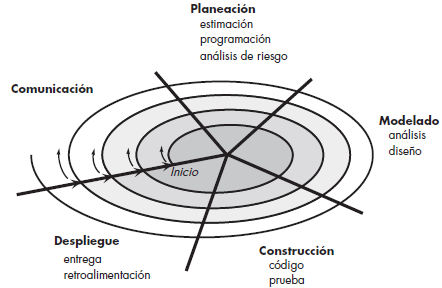 Planeación
estimación
programación
análisis de riesgo
Comunicación
Modelado
análisis
diseño
Inicio
Despliegue
entrega
retroalimentación
Construcción
código
prueba